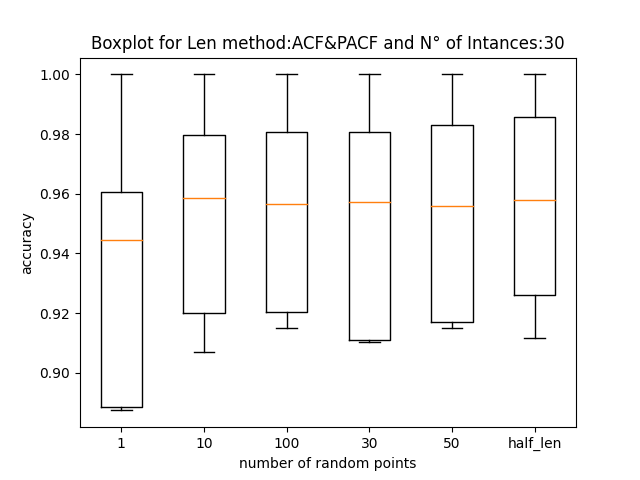 Boxplot for Len method:ACF&PACF and N° of Intances:30
1.00
0.98
0.96
0.94
0.92
0.90
accuracy
1 10 100 30 50 half_len
number of random points